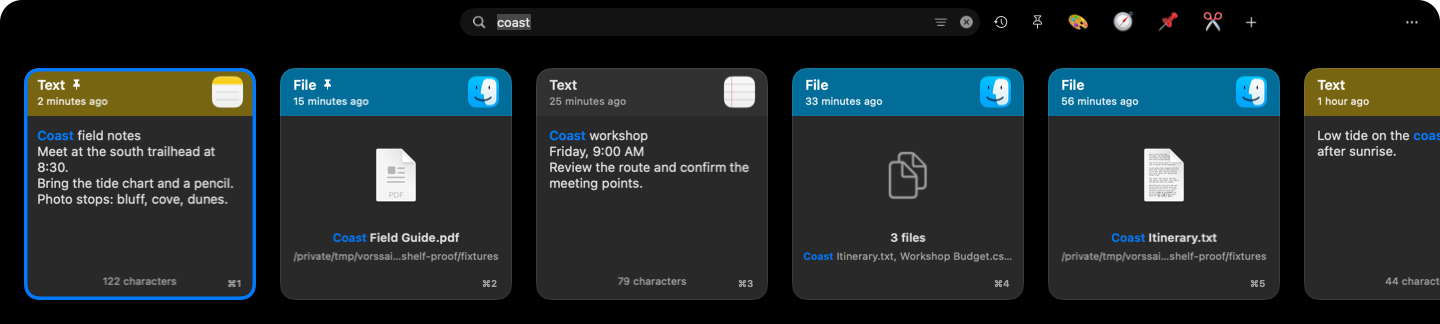 coast
Text
2 minutes ago
Coast field notes
Meet at the south trailhead at
8:30.
Bring the tide chart and a pencil.
Photo stops: bluff, cove, dunes.
122 characters
⌘1
File
15 minutes ago
PDF
Coast Field Guide.pdf
/private/tmp/vorssai...shelf-proof/fixtures
⌘2
Text
25 minutes ago
Coast workshop
Friday, 9:00 AM
Review the route and confirm the
meeting points.
79 characters
⌘3
File
33 minutes ago
3 files
Coast Itinerary.txt, Workshop Budget.cs...
⌘4
File
56 minutes ago
Coast Itinerary.txt
/private/tmp/vorssai...shelf-proof/fixtures
⌘5
Text
1 hour ago
Low tide on the coas
after sunrise.
44 charact